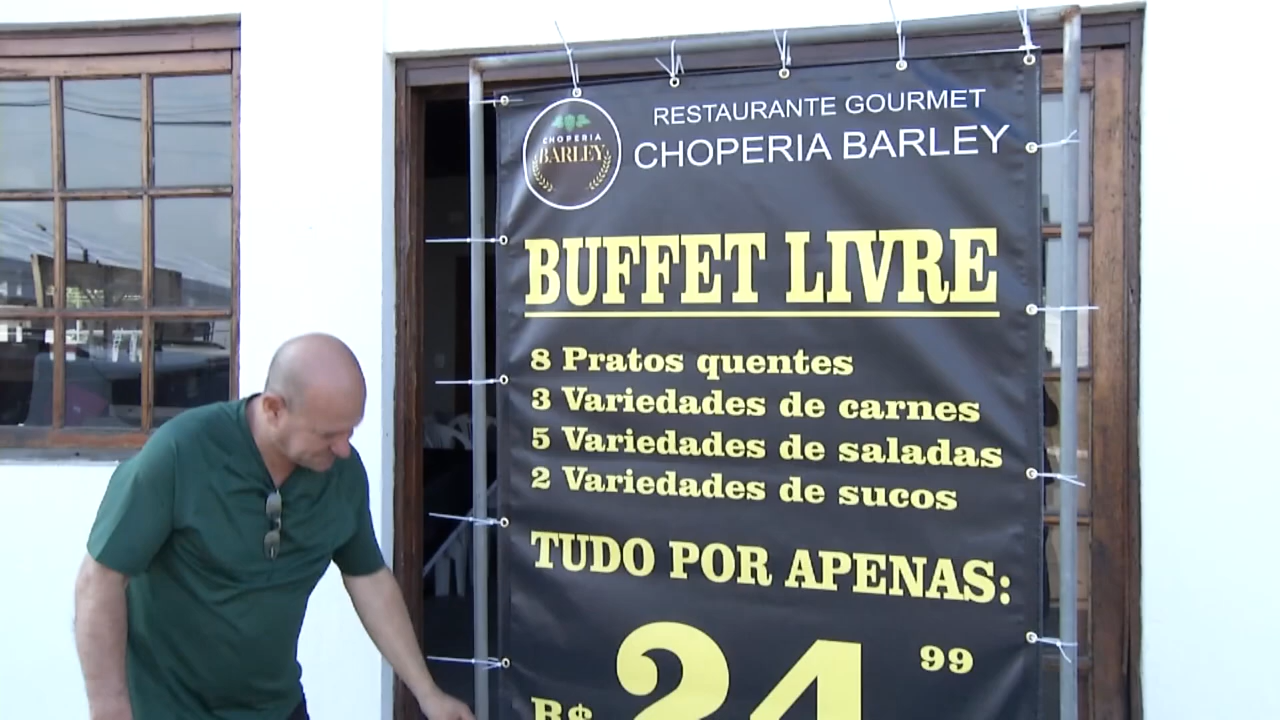 CHOPERIA
BARLEY
RESTAURANTE GOURMET
CHOPERIA BARLEY
BUFFET LIVRE
8 Pratos quentes
3 Variedades de carnes
5 Variedades de saladas
2 Variedades de sucos
TUDO POR APENAS:
R$ 24 99